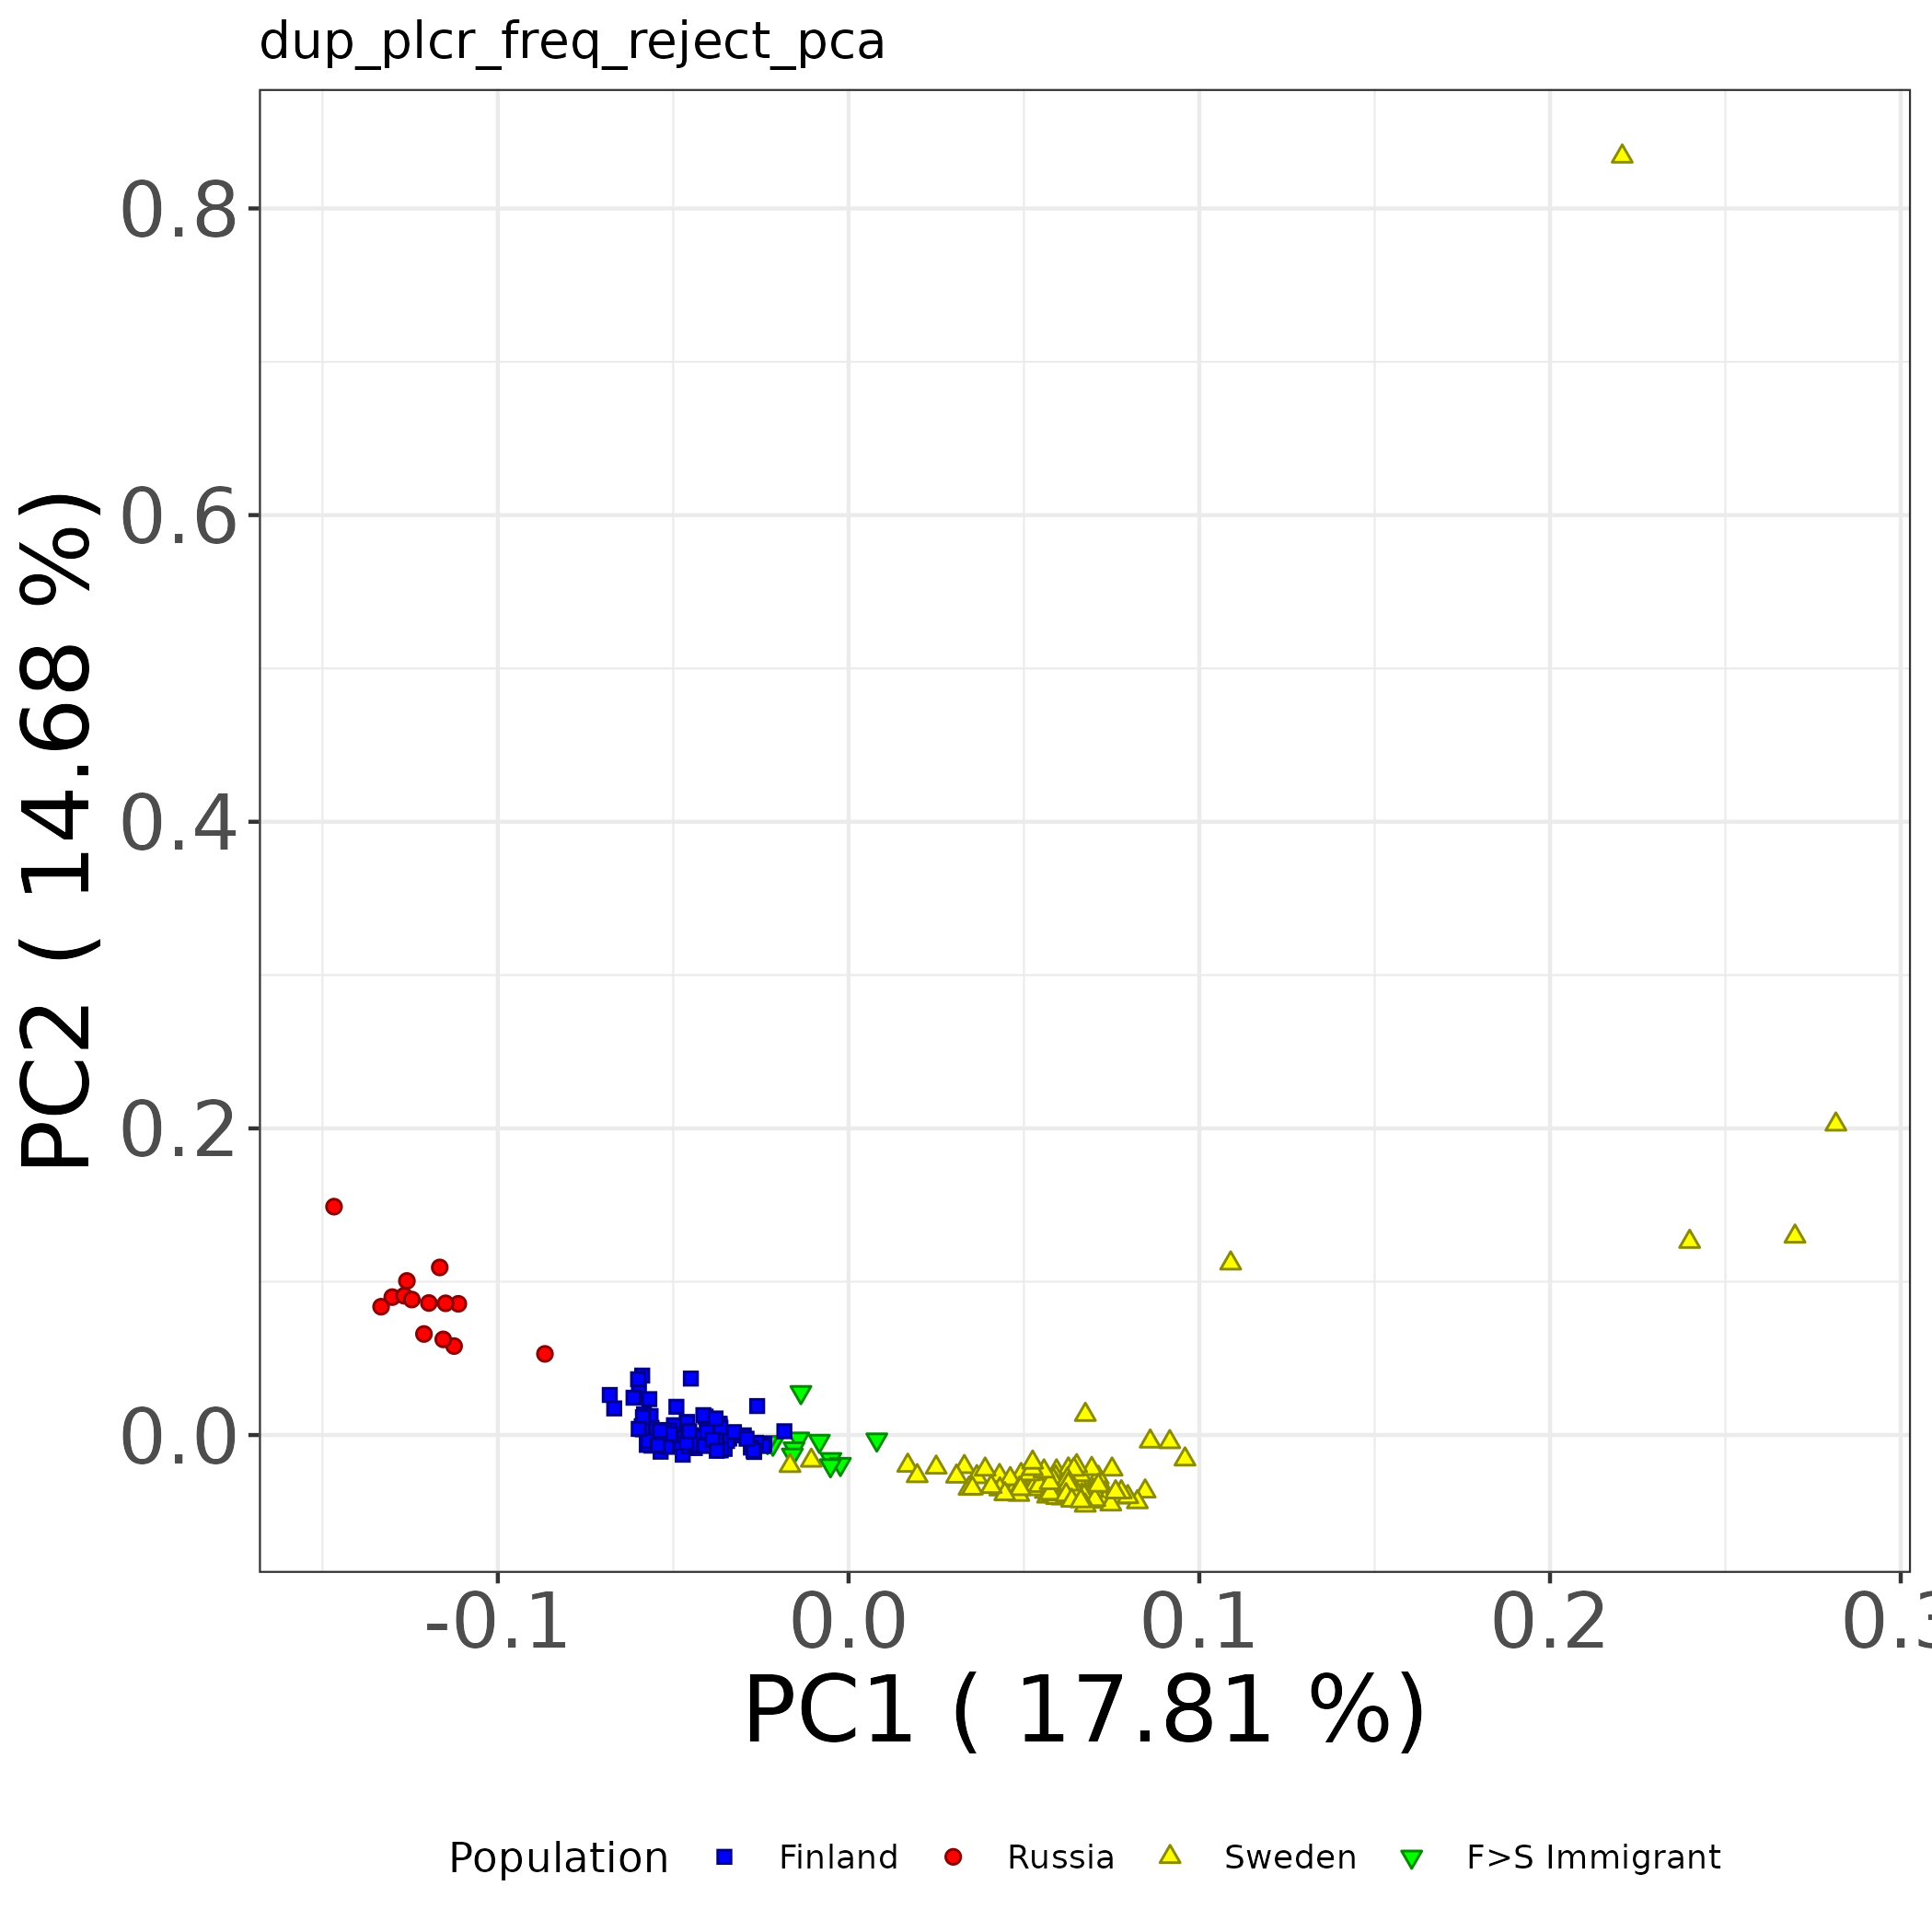 dup_plcr_freq_reject_pca
PC2 ( 14.68 %)
0.8
0.6
0.4
0.2
0.0
-0.1
0.0
0.1
0.2
0.3
PC1 ( 17.81 %)
Population
Finland
Russia
Sweden
F>S Immigrant